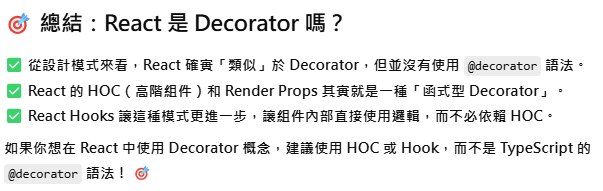 🎯 總結：React 是 Decorator 嗎？
✅ 從設計模式來看，React 確實「類似」於 Decorator，但並沒有使用 @decorator 語法。
✅ React 的 HOC（高階組件）和 Render Props 其實就是一種「函式型 Decorator」。
✅ React Hooks 讓這種模式更進一步，讓組件內部直接使用邏輯，而不必依賴 HOC。
如果你想在 React 中使用 Decorator 概念，建議使用 HOC 或 Hook，而不是 TypeScript 的
@decorator 語法！ 🎯